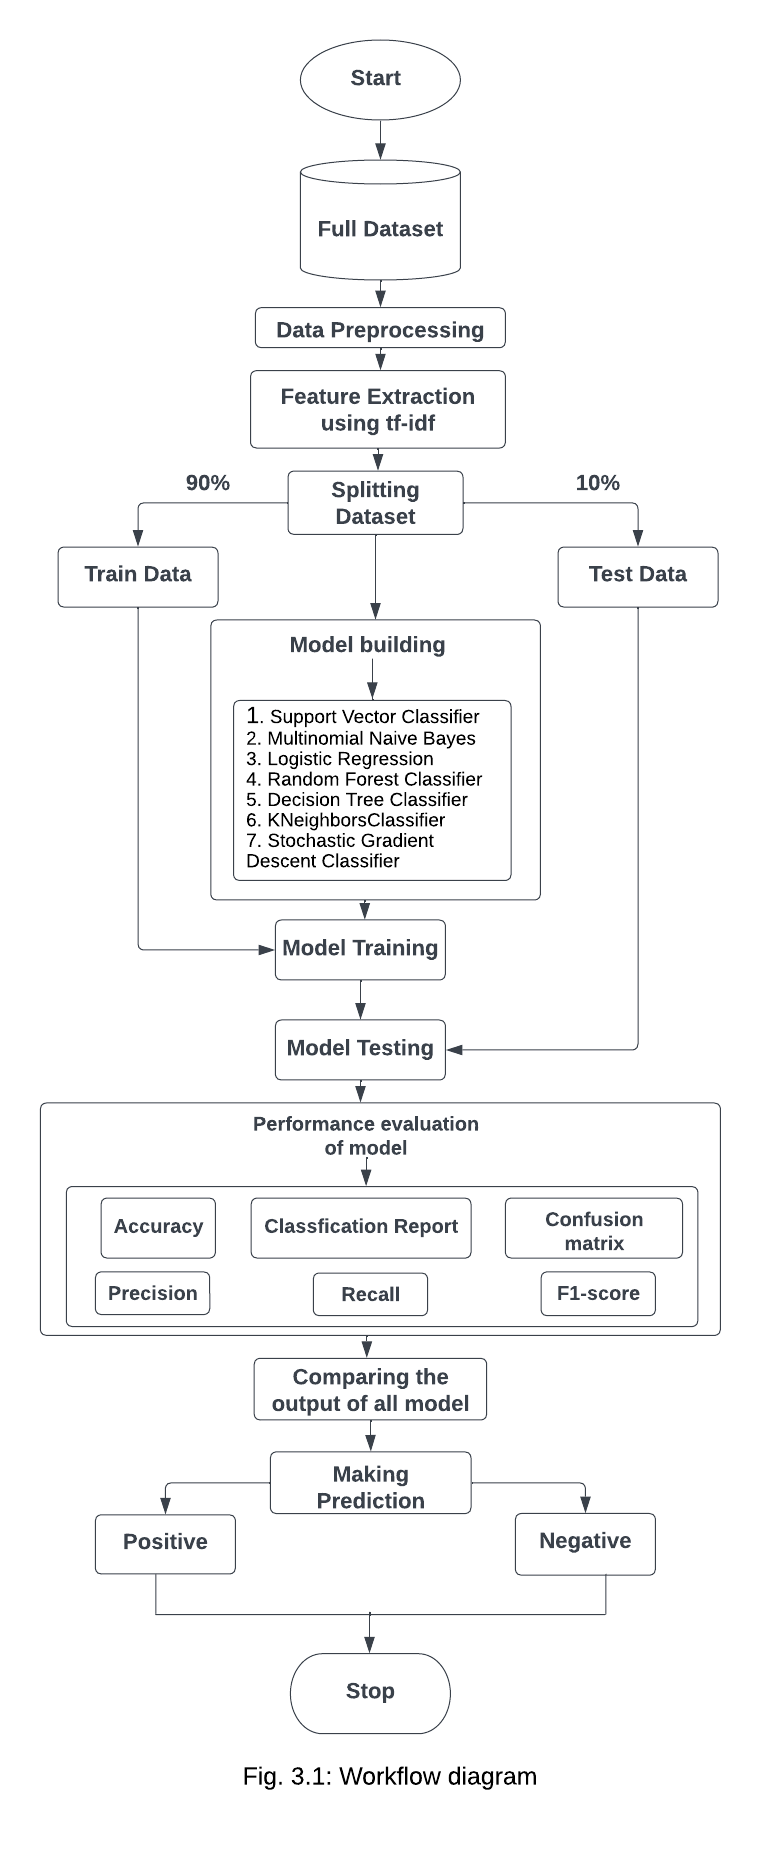 Start
Full Dataset
Data Preprocessing
Feature Extraction
using tf-idf
90%
10%
Splitting
Dataset
Train Data
Test Data
Model building
1. Support Vector Classifier
2. Multinomial Naive Bayes
3. Logistic Regression
4. Random Forest Classifier
5. Decision Tree Classifier
6. KNeighborsClassifier
7. Stochastic Gradient
Descent Classifier
Model Training
Model Testing
Performance evaluation
of model
Accuracy
Classfication Report
Confusion
matrix
Precision
Recall
F1-score
Comparing the
output of all model
Making
Prediction
Positive
Negative
Stop
Fig. 3.1: Workflow diagram